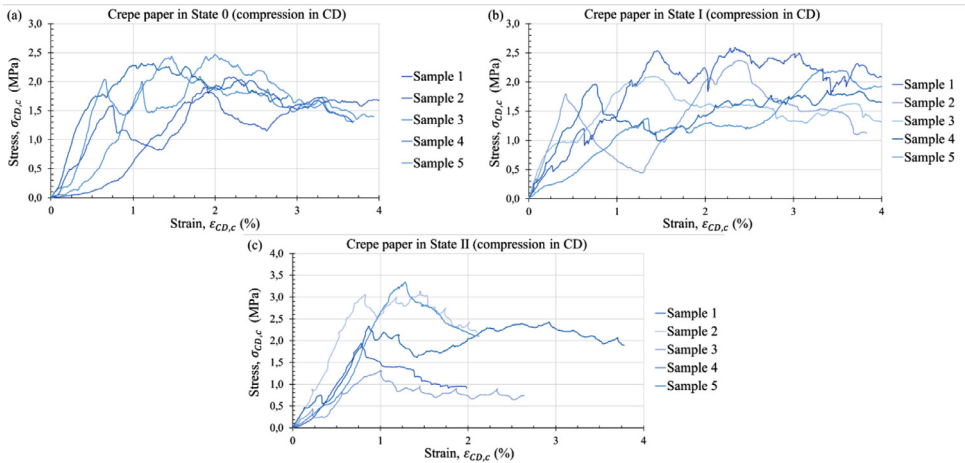 (a) Crepe paper in State 0 (compression in CD)
Stress, σCD,c (MPa)
3,0
2,5
2,0
1,5
1,0
0,5
0,0
0 1 2 3 4
Strain, εCD,c (%)
Sample 1
Sample 2
Sample 3
Sample 4
Sample 5
(b) Crepe paper in State I (compression in CD)
Stress, σCD,c (MPa)
3,0
2,5
2,0
1,5
1,0
0,5
0,0
0 1 2 3 4
Strain, εCD,c (%)
Sample 1
Sample 2
Sample 3
Sample 4
Sample 5
(c) Crepe paper in State II (compression in CD)
Stress, σCD,c (MPa)
4,0
3,5
3,0
2,5
2,0
1,5
1,0
0,5
0,0
0 1 2 3 4
Strain, εCD,c (%)
Sample 1
Sample 2
Sample 3
Sample 4
Sample 5